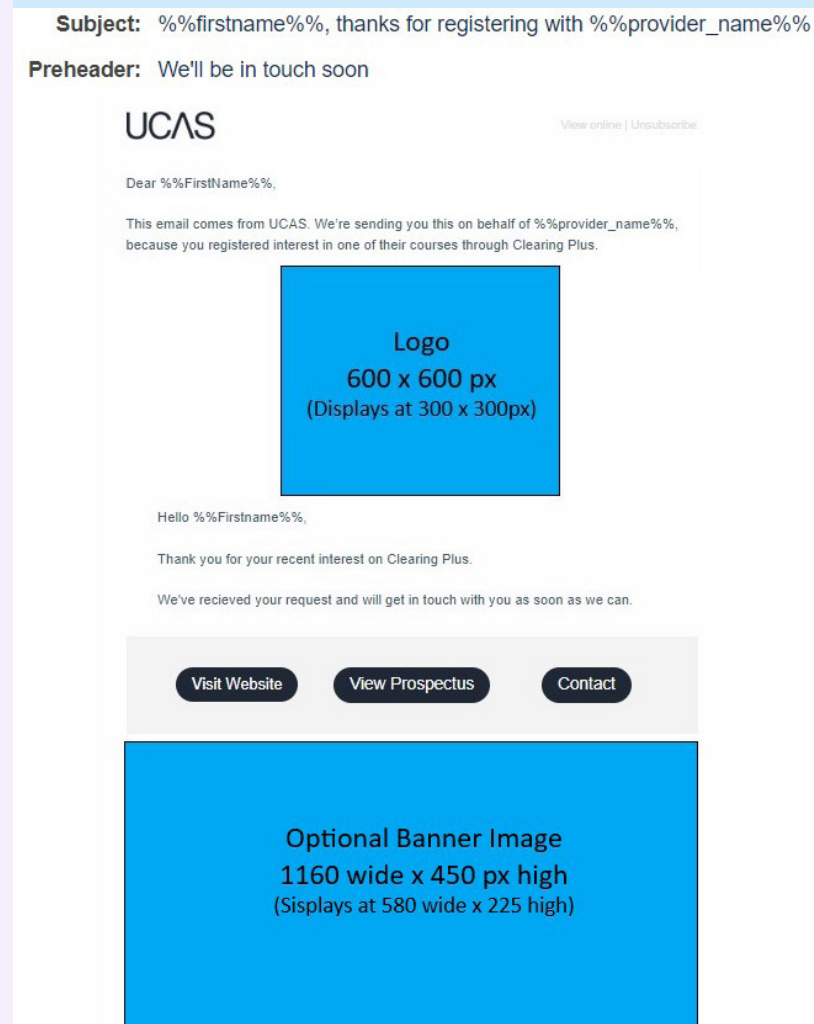 Subject: %%firstname%%, thanks for registering with %%provider_name%%
Preheader: We'll be in touch soon
UCAS
View online | Unsubscribe
Dear %%FirstName%%,
This email comes from UCAS. We're sending you this on behalf of %%provider_name%%,
because you registered interest in one of their courses through Clearing Plus.
Logo
600 x 600 px
(Displays at 300 x 300px)
Hello %%Firstname%%,
Thank you for your recent interest on Clearing Plus.
We've recieved your request and will get in touch with you as soon as we can.
Visit Website View Prospectus Contact
Optional Banner Image
1160 wide x 450 px high
(Sisplays at 580 wide x 225 high)